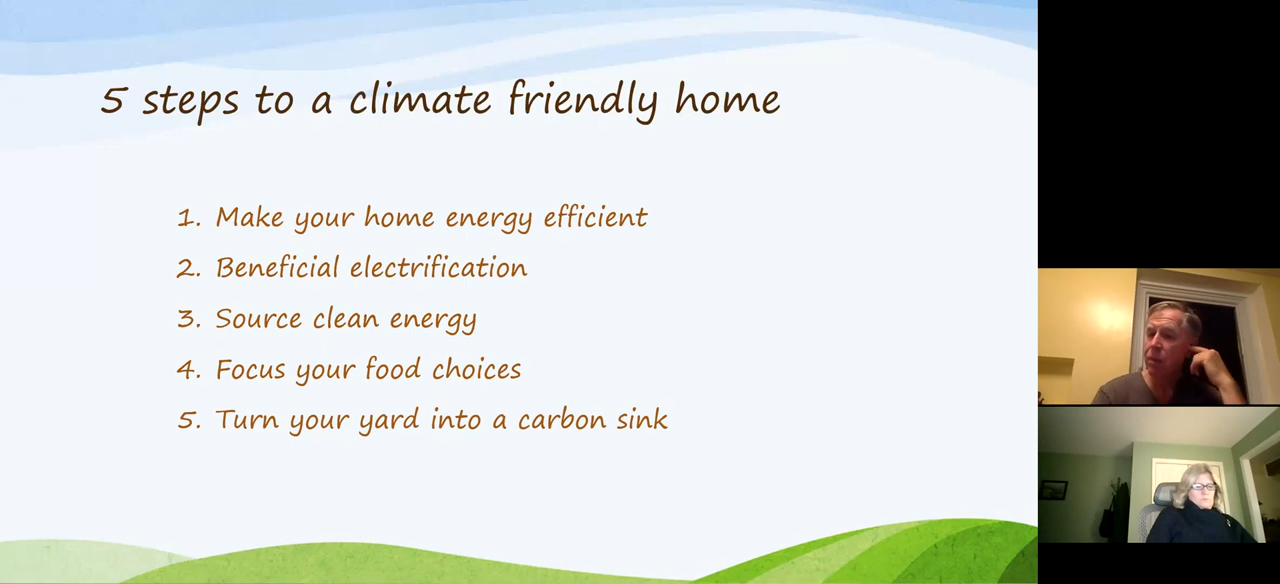 5 steps to a climate friendly home
1. Make your home energy efficient
2. Beneficial electrification
3. Source clean energy
4. Focus your food choices
5. Turn your yard into a carbon sink